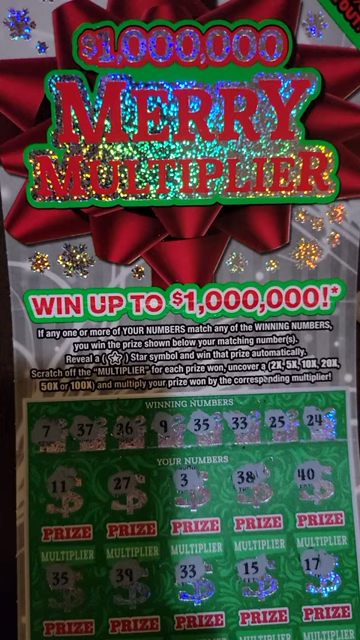 $1,000,000
MERRY
MULTIPLIER
WIN UP TO $1,000,000!*
If any one or more of YOUR NUMBERS match any of the WINNING NUMBERS,
you win the prize shown below your matching number(s).
Reveal a ( ) Star symbol and win that prize automatically.
Scratch off the "MULTIPLIER" for each prize won, uncover a (2X, 5X, 10X, 20X,
50X or 100X) and multiply your prize won by the corresponding multiplier!
WINNING NUMBERS
7 37 26 9 35 33 25 24
YOUR NUMBERS
11 27 3 38 40
PRIZE PRIZE PRIZE PRIZE PRIZE
MULTIPLIER MULTIPLIER MULTIPLIER MULTIPLIER MULTIPLIER
35 39 33 15 17
PRIZE PRIZE PRIZE PRIZE PRIZE